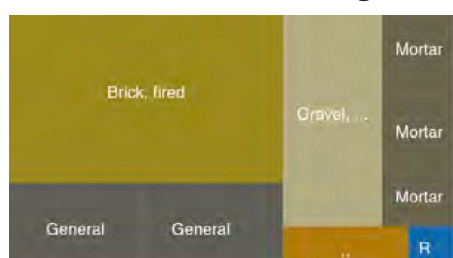 Brick, fired
Gravel, ...
Mortar
Mortar
Mortar
General
General
..
R